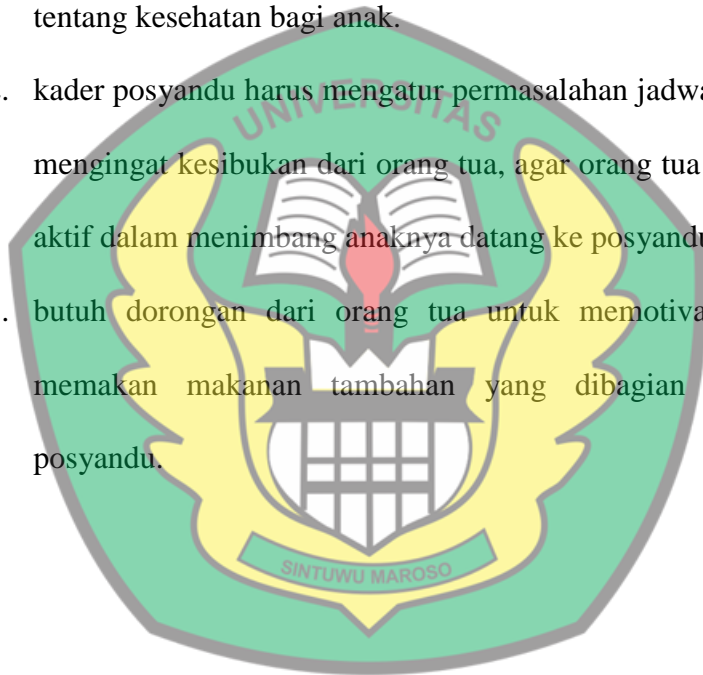 tentang kesehatan bagi anak.
. kader posyandu harus mengatur permasalahan
UNIVERSITAS
mengingat kesibukan dari orang tua, agar orang tua
aktif dalam menimbang anaknya datang ke posyandu
. butuh dorongan dari orang tua untuk
memakan makanan tambahan yang dibagian
posyandu.
SINTUWU MAROSO